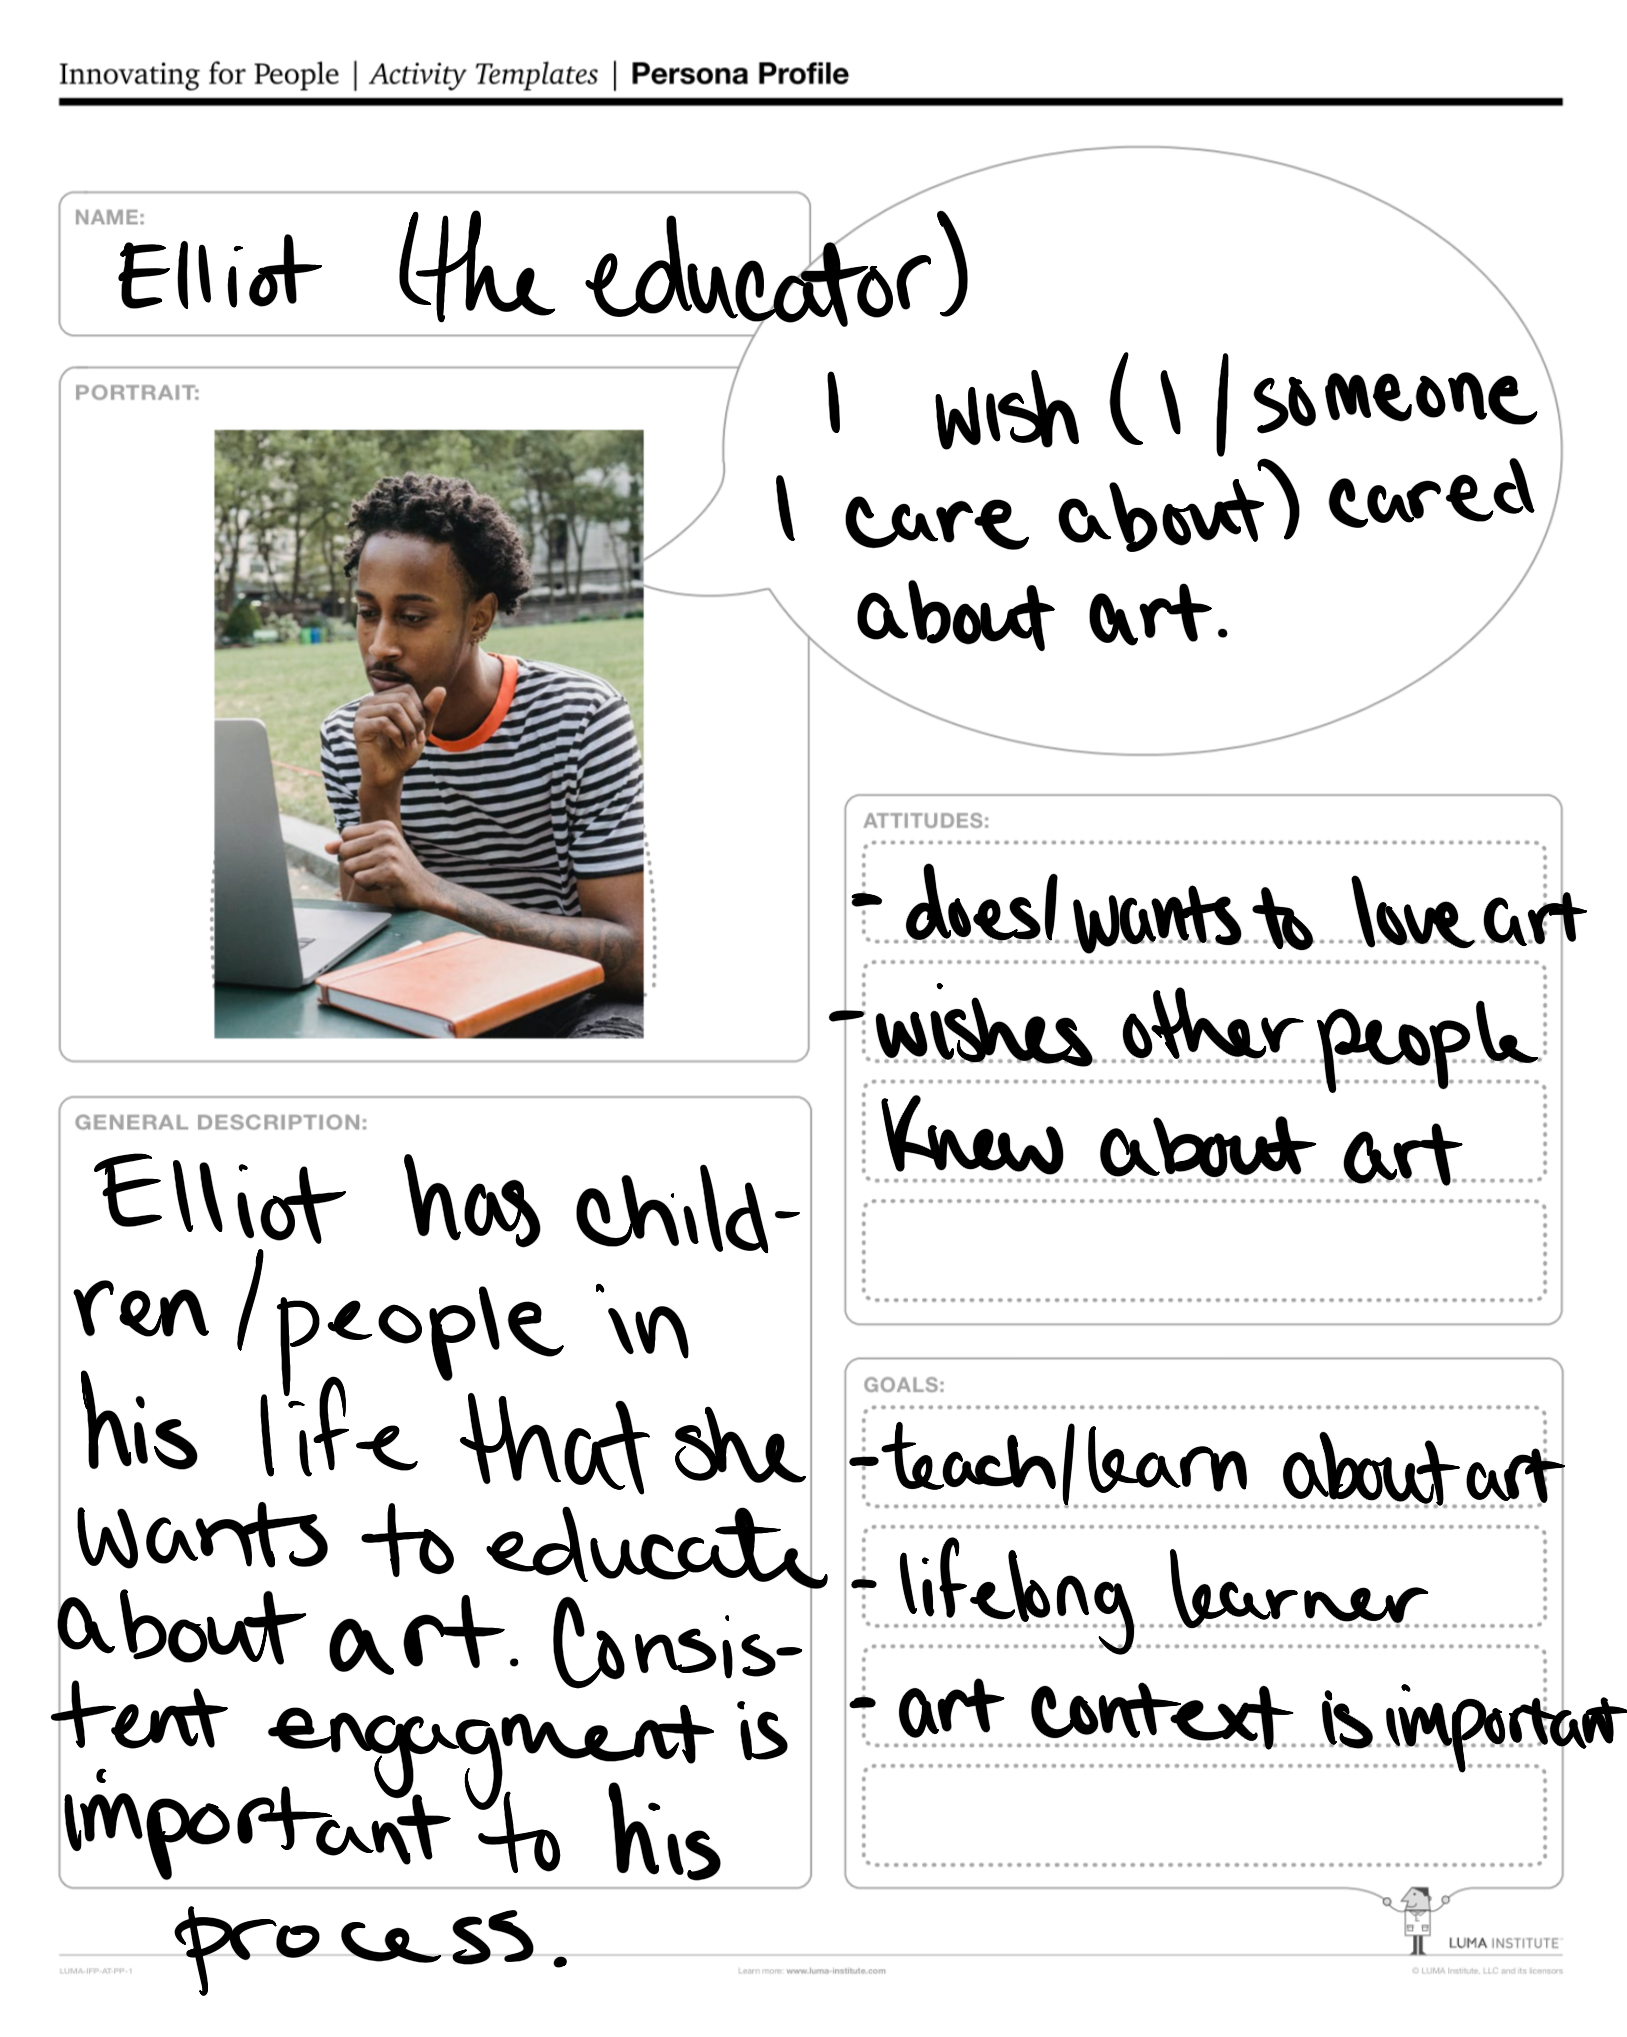 Innovating for People | Activity Templates | Persona Profile
NAME:
Elliot (the educator)
PORTRAIT:
I wish (I/someone
I care about) cared
about art.
GENERAL DESCRIPTION:
Elliot has child-
ren/people in
his life that she
wants to educate
about art. Consis-
tent engagment is
important to his
process.
ATTITUDES:
- does/wants to love art
- wishes other people
Knew about art
GOALS:
- teach/learn about art
- lifelong learner
- art context is important
LUMA INSTITUTE
LUMA-IFP-AT-PP-1
Learn more: www.luma-institute.com
© LUMA Institute, LLC and its licensors